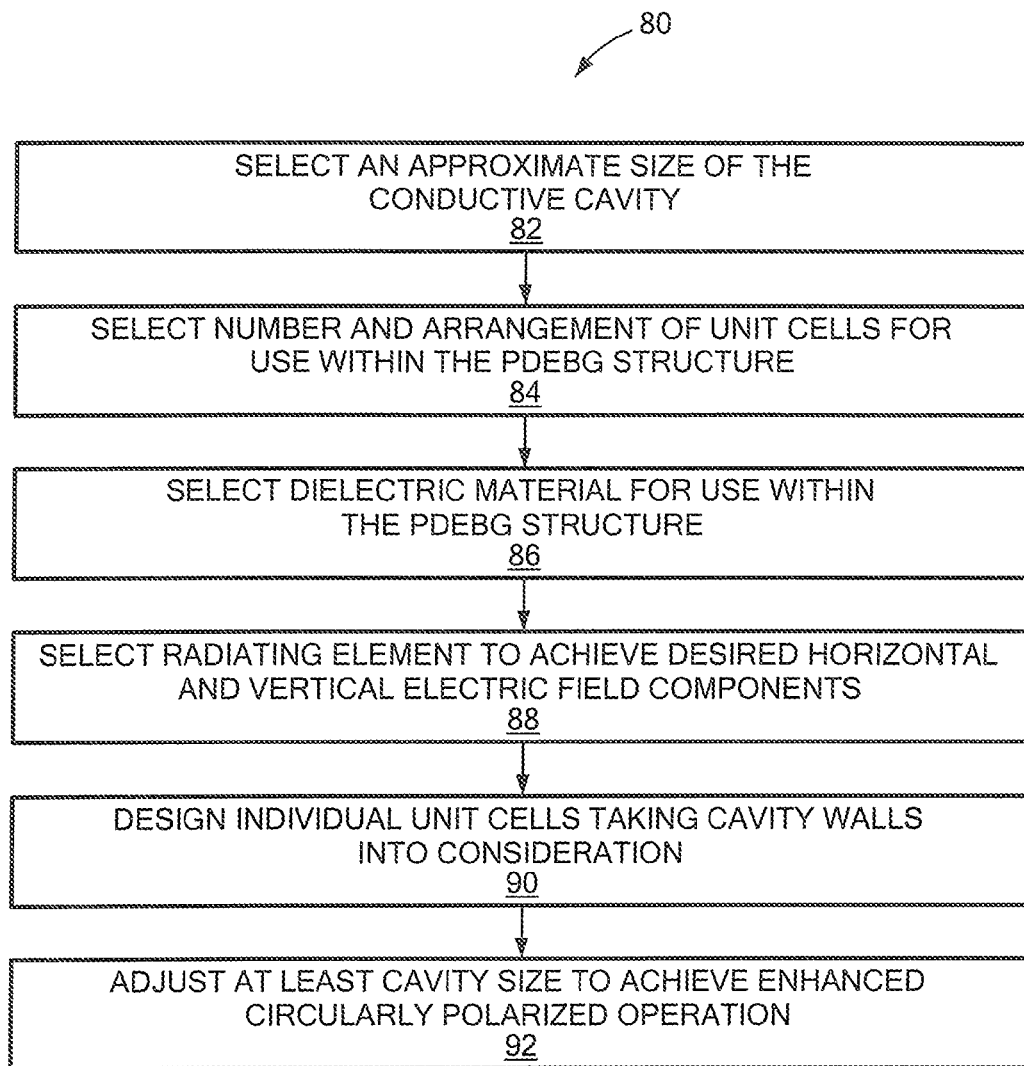 80
SELECT AN APPROXIMATE SIZE OF THE
CONDUCTIVE CAVITY
82
SELECT NUMBER AND ARRANGEMENT OF UNIT CELLS FOR
USE WITHIN THE PDEBG STRUCTURE
84
SELECT DIELECTRIC MATERIAL FOR USE WITHIN
THE PDEBG STRUCTURE
86
SELECT RADIATING ELEMENT TO ACHIEVE DESIRED HORIZONTAL
AND VERTICAL ELECTRIC FIELD COMPONENTS
88
DESIGN INDIVIDUAL UNIT CELLS TAKING CAVITY WALLS
INTO CONSIDERATION
90
ADJUST AT LEAST CAVITY SIZE TO ACHIEVE ENHANCED
CIRCULARLY POLARIZED OPERATION
92